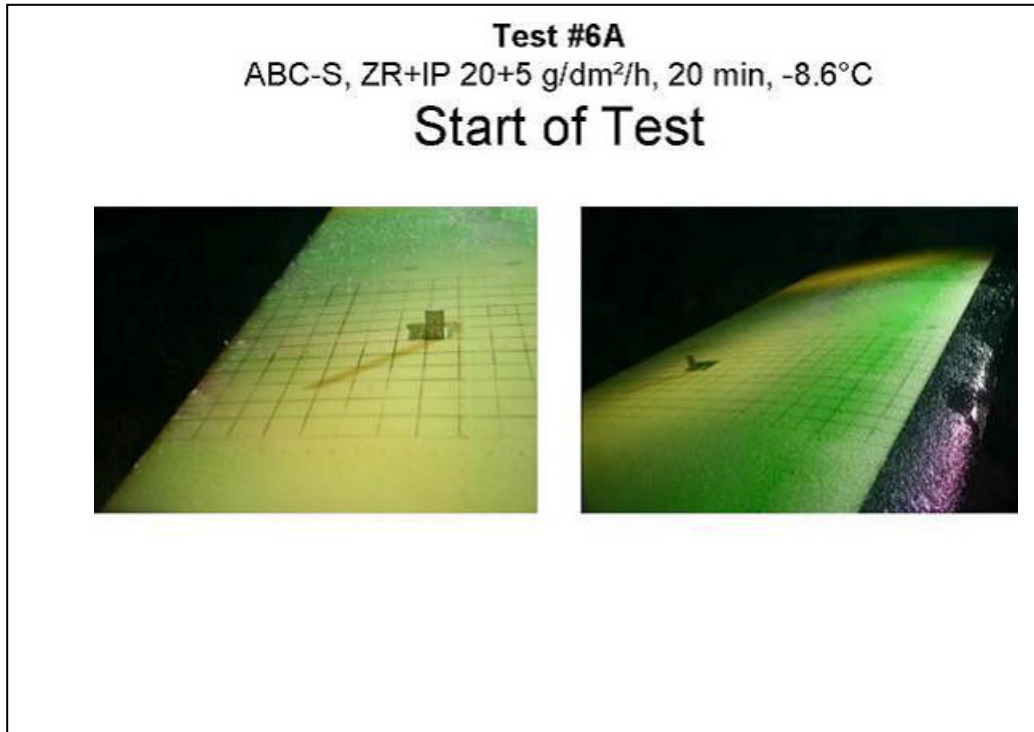 Test #6A
ABC-S, ZR+IP 20+5 g/dm²/h, 20 min, -8.6°C
Start of Test